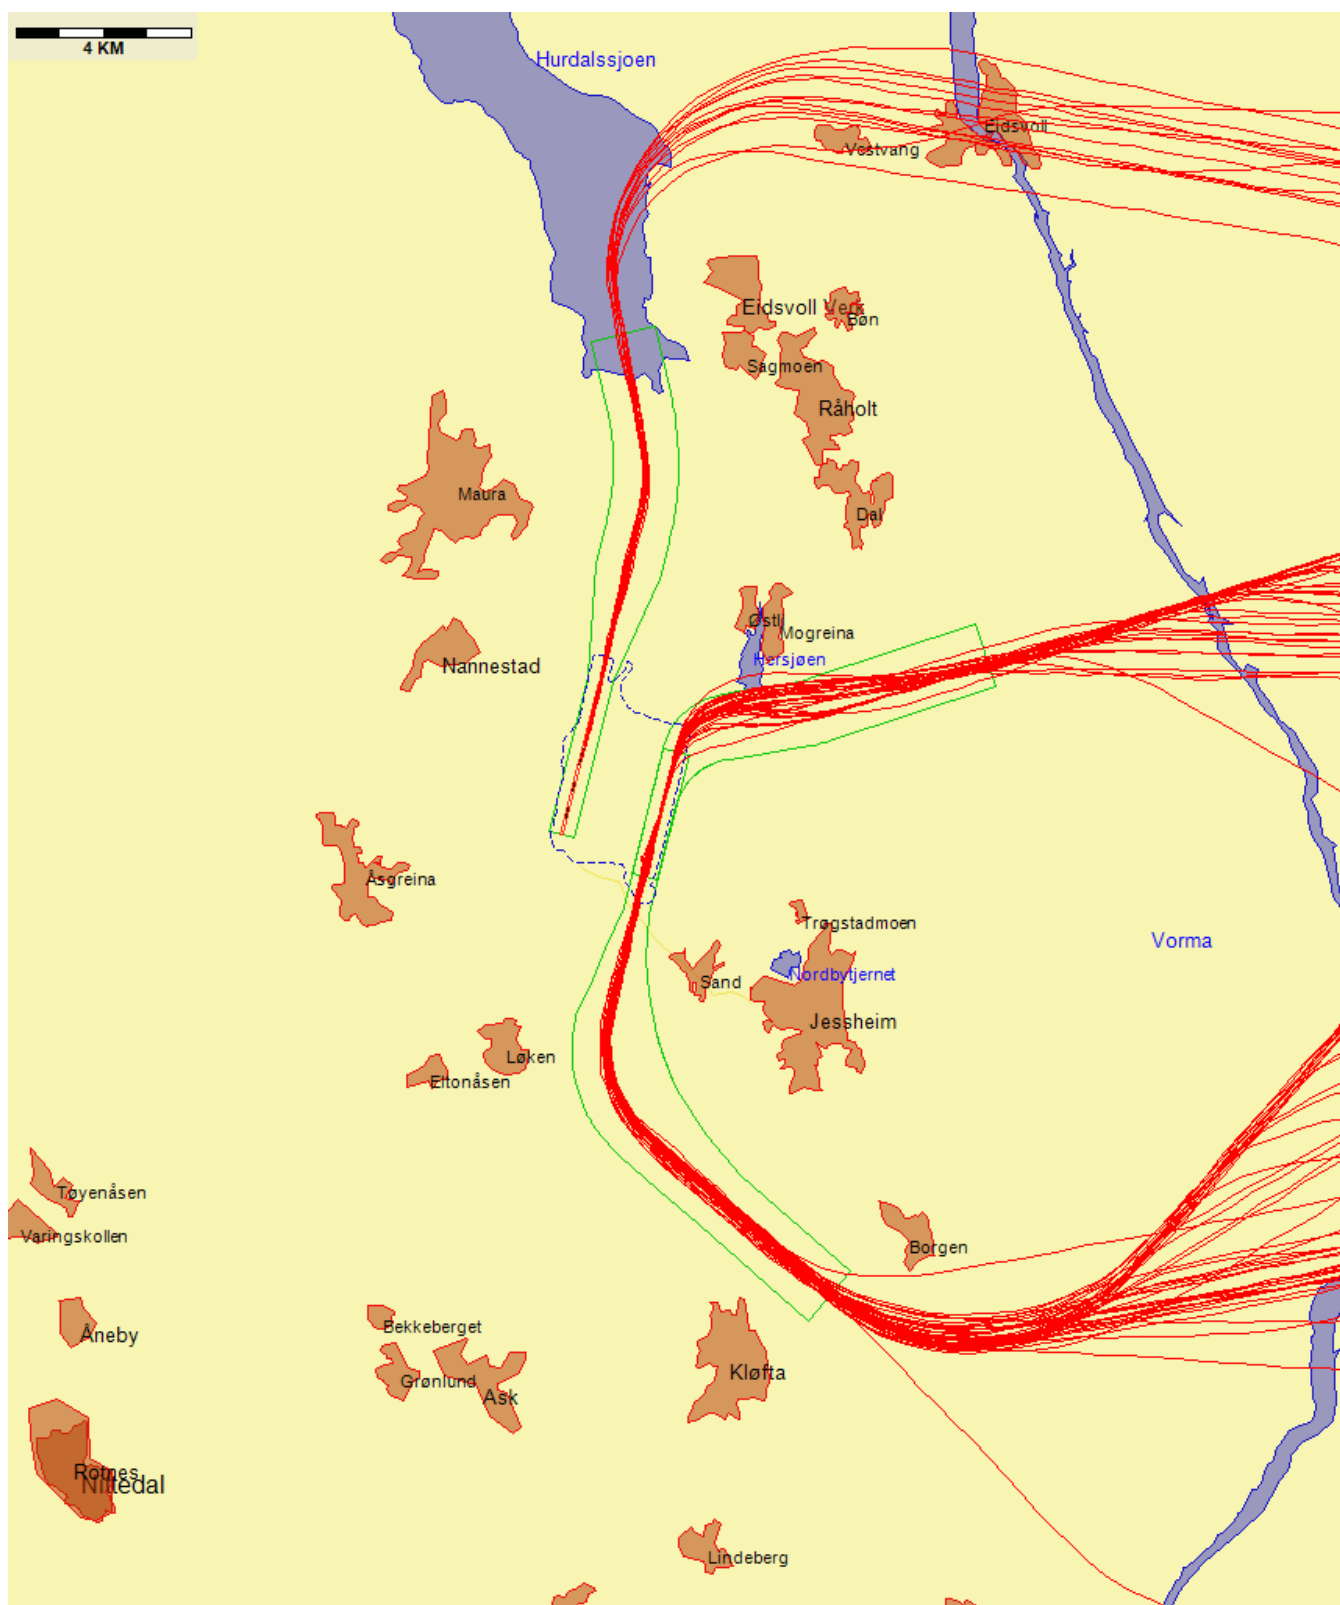 4 KM
Hurdalssjoen
Eidsvoll
Vestvang
Eidsvoll Verk
Bøn
Sagmoen
Råholt
Maura
Dal
Østli
Mogreina
Nannestad
Hersjøen
Åsgreina
Trøgstadmoen
Vorma
Nordbytjernet
Sand
Jessheim
Løken
Eltonåsen
Tøyenåsen
Varingskollen
Borgen
Bekkeberget
Åneby
Kløfta
Grønlund
Ask
Rotnes
Nittedal
Lindeberg